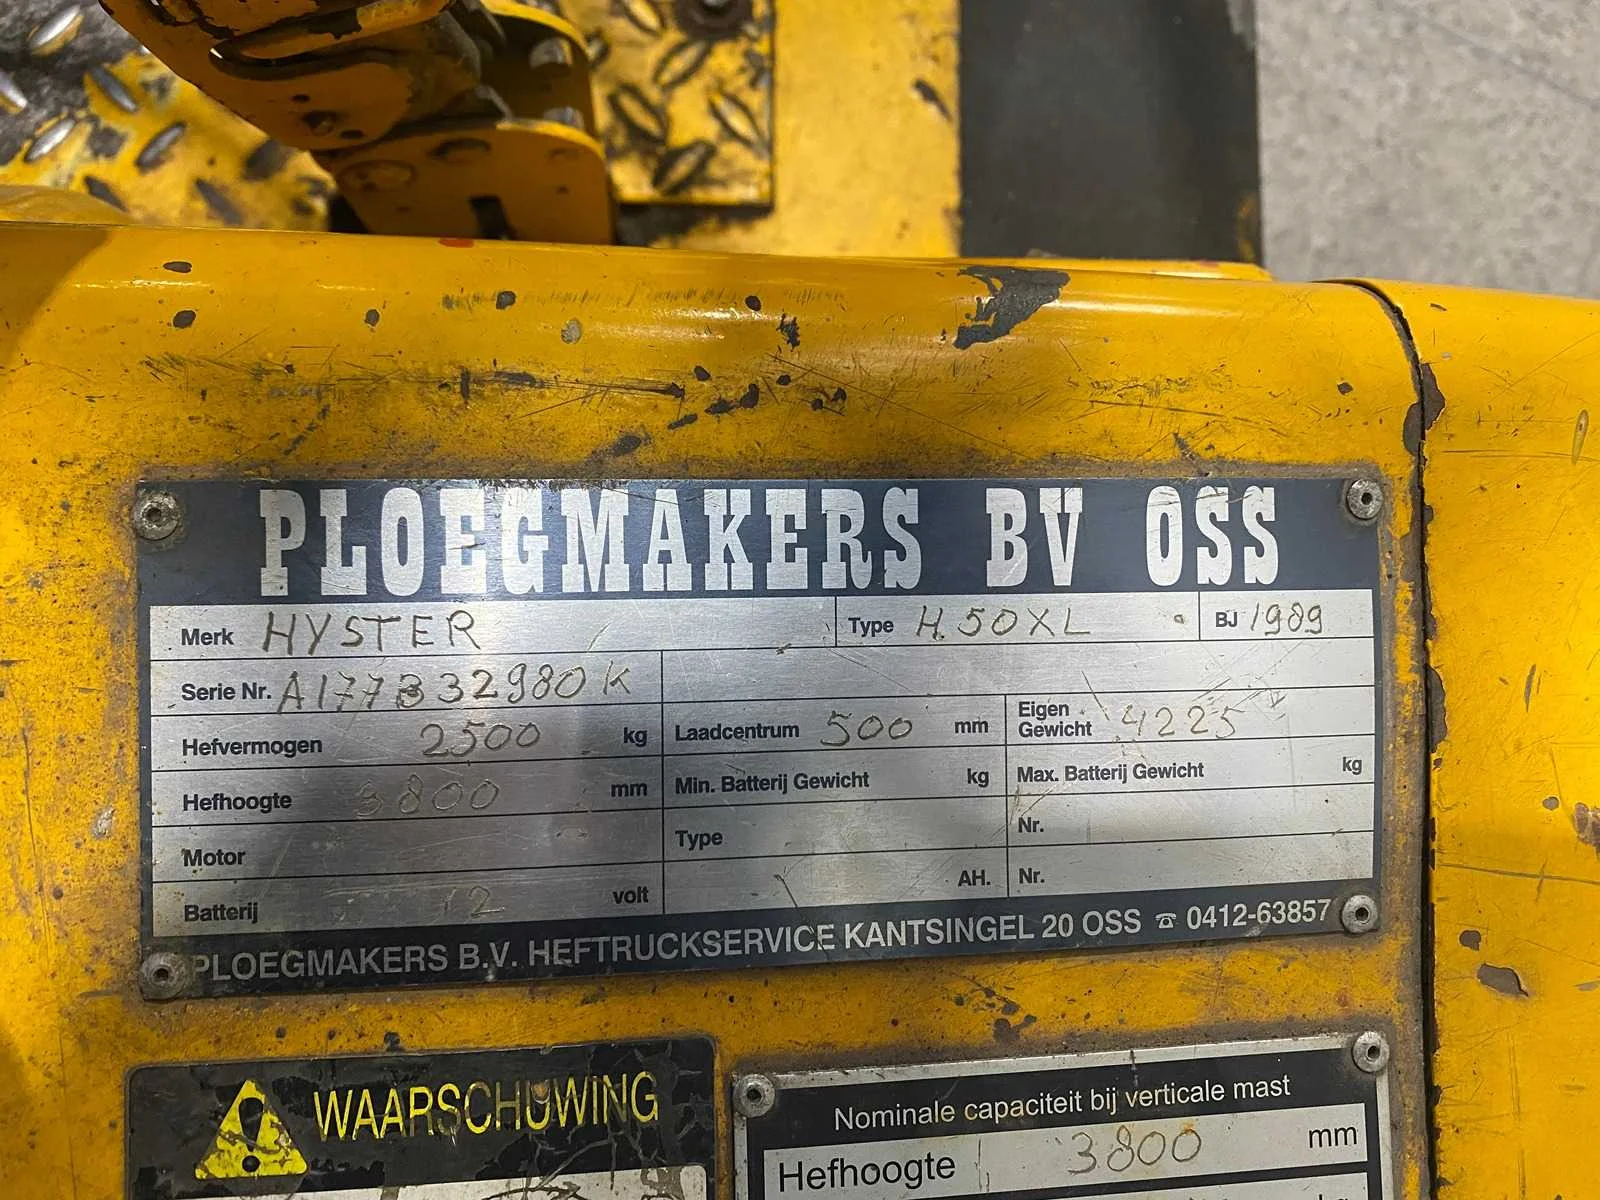 PLOEGMAKERS BV OSS
Merk HYSTER Type H.50XL BJ 1989
Serie Nr. A177B32980K
Hefvermogen 2500 kg Laadcentrum 500 mm Eigen Gewicht 4225
Hefhoogte 3800 mm Min. Batterij Gewicht kg Max. Batterij Gewicht kg
Motor Type Nr.
Batterij 12 volt AH. Nr.
PLOEGMAKERS B.V. HEFTRUCKSERVICE KANTSINGEL 20 OSS ☎ 0412-63857
WAARSCHUWING
Nominale capaciteit bij verticale mast
Hefhoogte 3800 mm